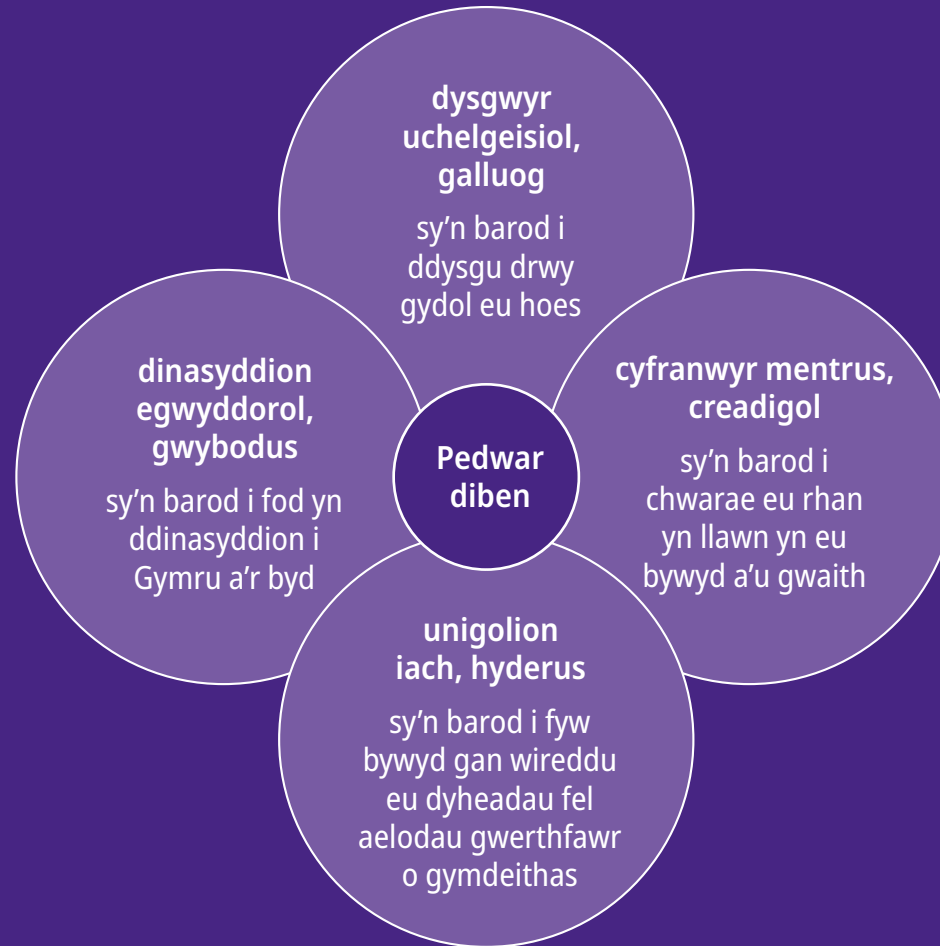 dysgwyr
uchelgeisiol,
galluog
sy’n barod i
ddysgu drwy
gydol eu hoes
dinasyddion
egwyddorol,
gwybodus
sy’n barod i fod yn
ddinasyddion i
Gymru a’r byd
Pedwar
diben
cyfranwyr mentrus,
creadigol
sy’n barod i
chwarae eu rhan
yn llawn yn eu
bywyd a’u gwaith
unigolion
iach, hyderus
sy’n barod i fyw
bywyd gan wireddu
eu dyheadau fel
aelodau gwerthfawr
o gymdeithas